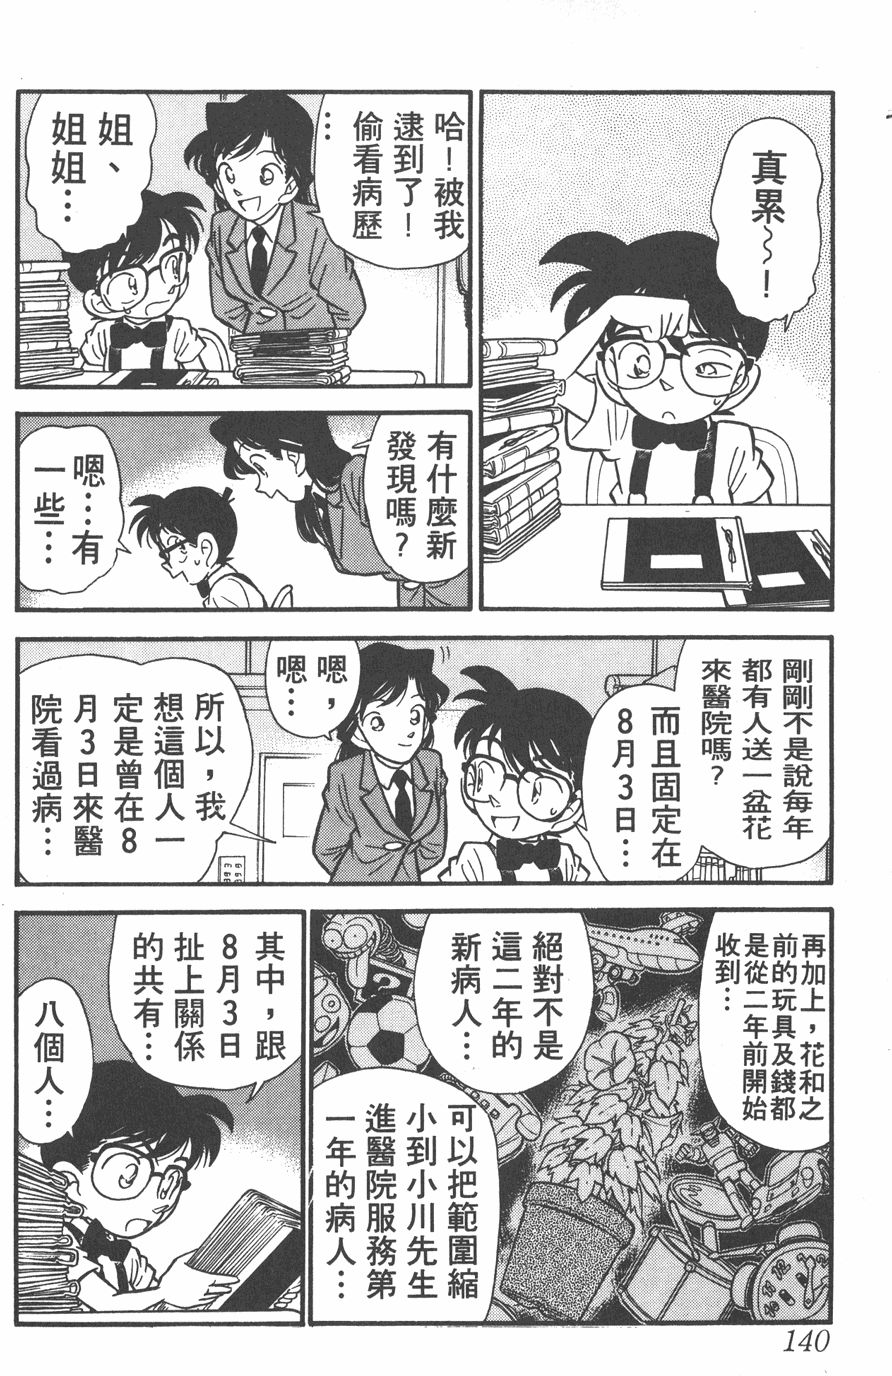 真累～！
哈！被我
逮到了！
偷看病歷
…
姐、
姐姐…
有什麼新
發現嗎？
嗯…有
一些…
剛剛不是說每年
都有人送一盆花
來醫院嗎？
而且固定在
8月3日…
嗯，
嗯…
所以，我
想這個人一
定是曾在8
月3日來醫
院看過病…
再加上，花和之
前的玩具及錢都
是從二年前開始
收到…
絕對不是
這二年的
新病人…
可以把範圍縮
小到小川先生
進醫院服務第
一年的病人…
其中，跟
8月3日
扯上關係
的共有…
八個人…
140